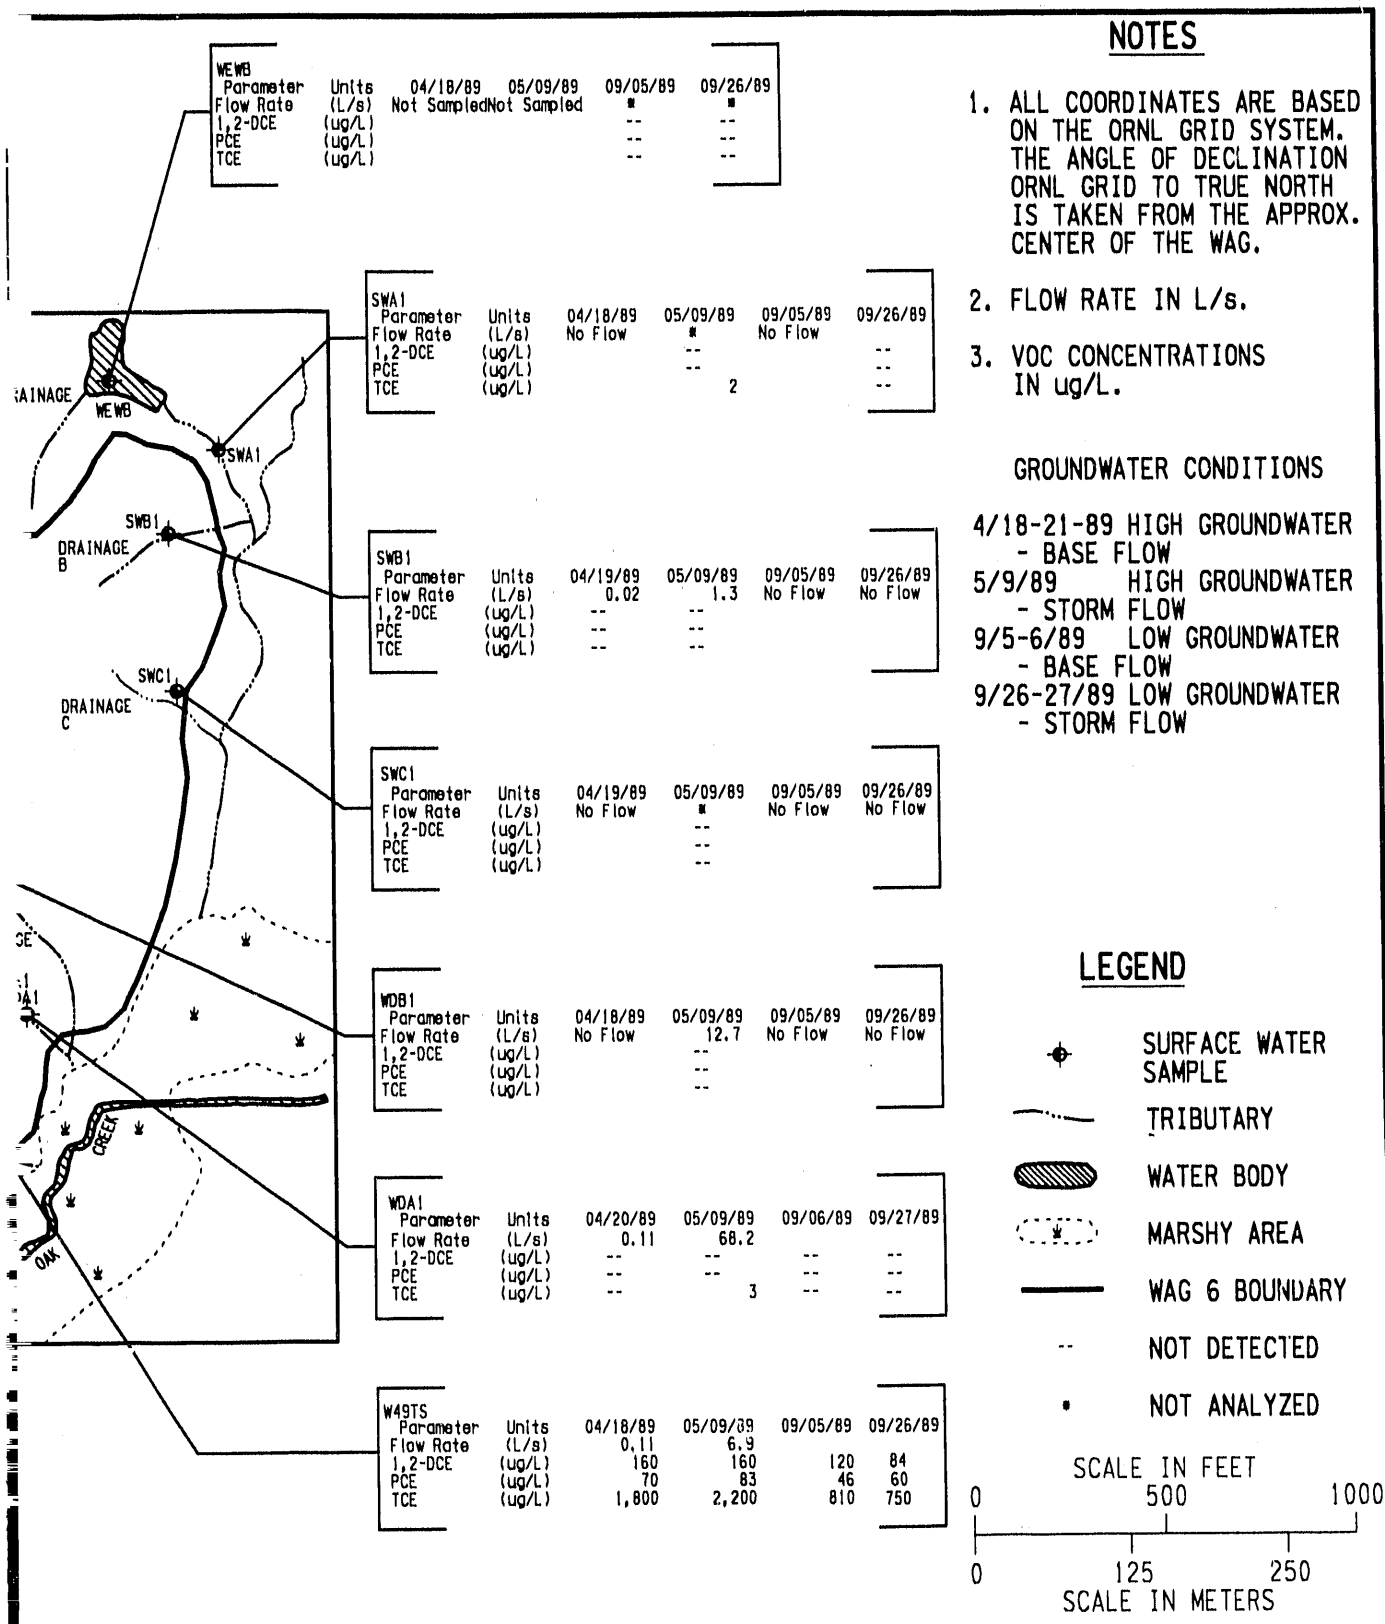 NOTES
1. ALL COORDINATES ARE BASED
ON THE ORNL GRID SYSTEM.
THE ANGLE OF DECLINATION
ORNL GRID TO TRUE NORTH
IS TAKEN FROM THE APPROX.
CENTER OF THE WAG.
2. FLOW RATE IN L/s.
3. VOC CONCENTRATIONS
IN ug/L.
GROUNDWATER CONDITIONS
4/18-21-89 HIGH GROUNDWATER
- BASE FLOW
5/9/89 HIGH GROUNDWATER
- STORM FLOW
9/5-6/89 LOW GROUNDWATER
- BASE FLOW
9/26-27/89 LOW GROUNDWATER
- STORM FLOW
WEWB
Parameter Units 04/18/89 05/09/89 09/05/89 09/26/89
Flow Rate (L/s) Not Sampled Not Sampled * *
1,2-DCE (ug/L) -- --
PCE (ug/L) -- --
TCE (ug/L) -- --
SWA1
Parameter Units 04/18/89 05/09/89 09/05/89 09/26/89
Flow Rate (L/s) No Flow * No Flow
1,2-DCE (ug/L) -- --
PCE (ug/L) -- --
TCE (ug/L) 2 --
SWB1
Parameter Units 04/19/89 05/09/89 09/05/89 09/26/89
Flow Rate (L/s) 0.02 1.3 No Flow No Flow
1,2-DCE (ug/L) -- --
PCE (ug/L) -- --
TCE (ug/L) -- --
SWC1
Parameter Units 04/19/89 05/09/89 09/05/89 09/26/89
Flow Rate (L/s) No Flow * No Flow No Flow
1,2-DCE (ug/L) --
PCE (ug/L) --
TCE (ug/L) --
WDB1
Parameter Units 04/18/89 05/09/89 09/05/89 09/26/89
Flow Rate (L/s) No Flow 12.7 No Flow No Flow
1,2-DCE (ug/L) --
PCE (ug/L) --
TCE (ug/L) --
WDA1
Parameter Units 04/20/89 05/09/89 09/06/89 09/27/89
Flow Rate (L/s) 0.11 68.2
1,2-DCE (ug/L) -- -- -- --
PCE (ug/L) -- -- -- --
TCE (ug/L) -- 3 -- --
W49TS
Parameter Units 04/18/89 05/09/89 09/05/89 09/26/89
Flow Rate (L/s) 0.11 6.9
1,2-DCE (ug/L) 160 160 120 84
PCE (ug/L) 70 83 46 60
TCE (ug/L) 1,800 2,200 810 750
WEWB
SWA1
SWB1
DRAINAGE
B
SWC1
DRAINAGE
C
CREEK
OAK
LEGEND
SURFACE WATER
SAMPLE
TRIBUTARY
WATER BODY
MARSHY AREA
WAG 6 BOUNDARY
-- NOT DETECTED
* NOT ANALYZED
SCALE IN FEET
0 500 1000
0 125 250
SCALE IN METERS